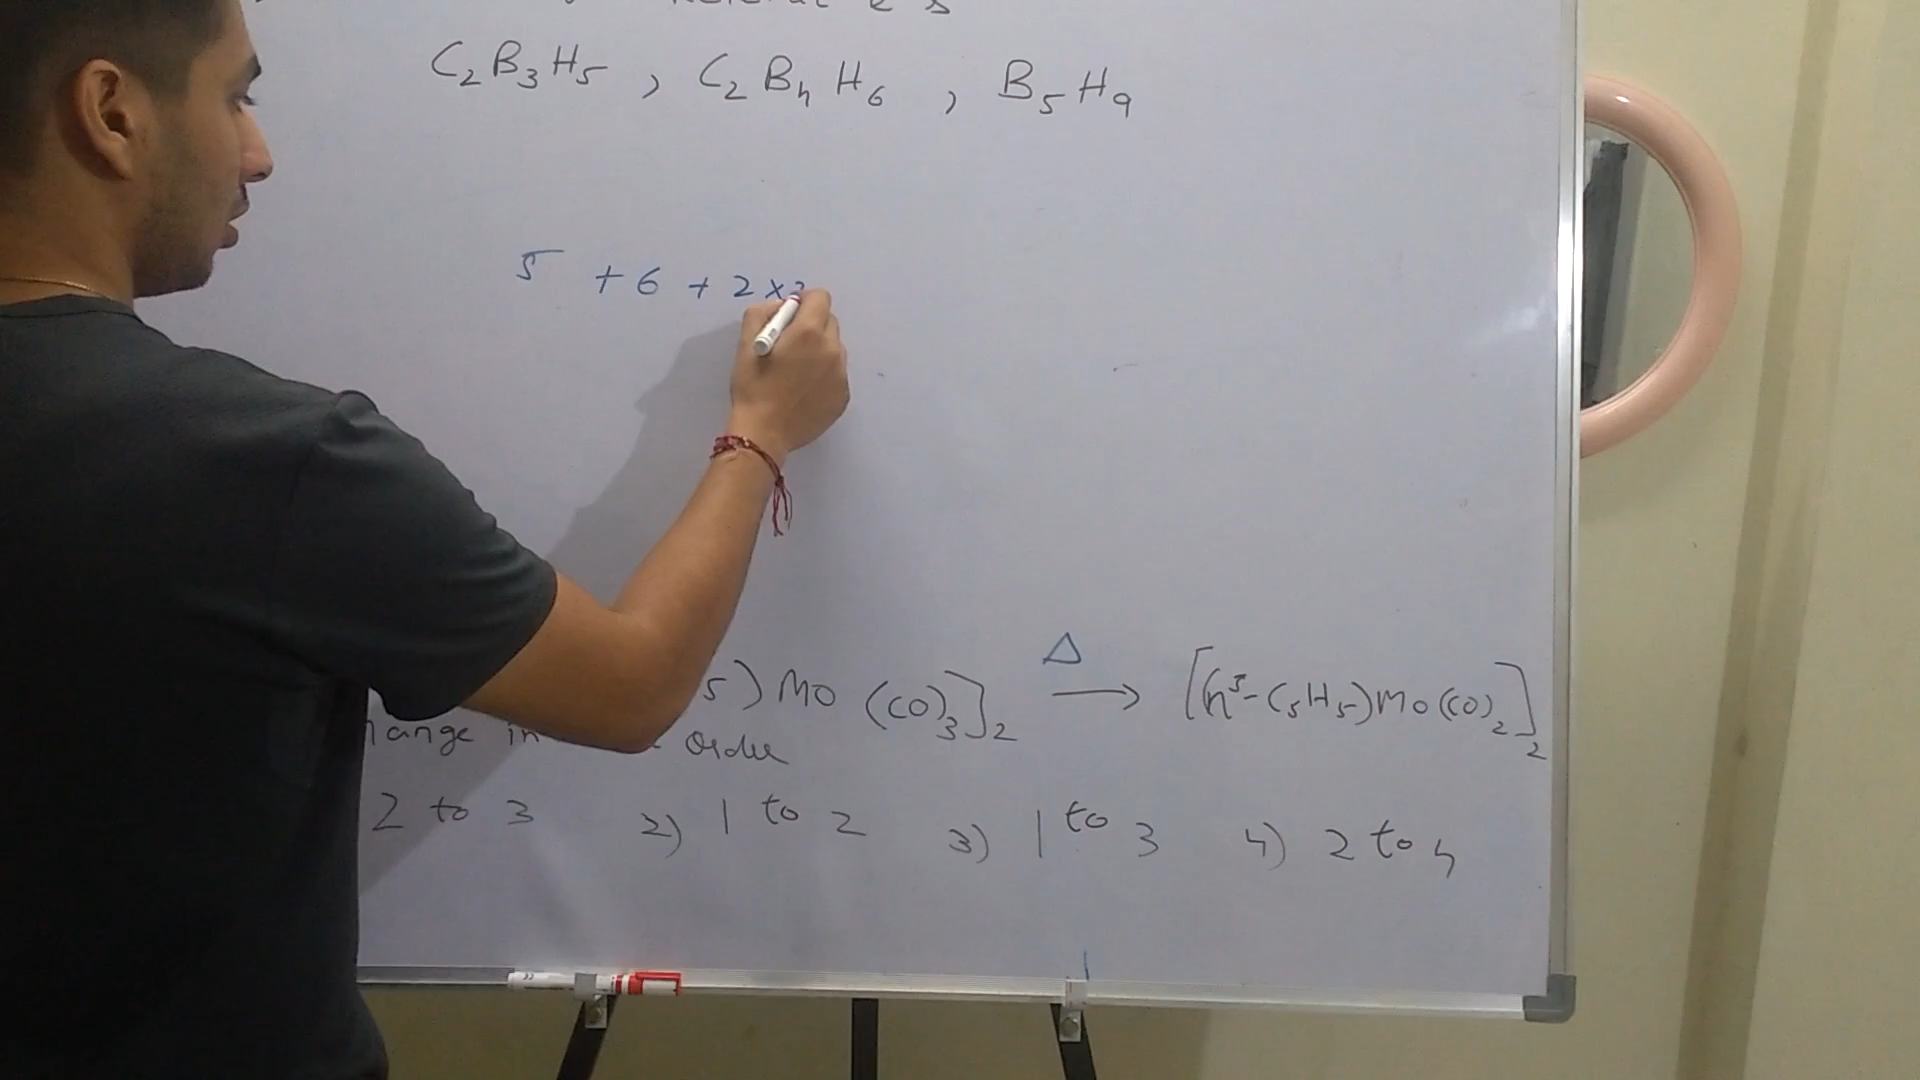 C₂B₃H₅ , C₂B₄H₆ , B₅H₉
5 + 6 + 2 ×
5)Mo(CO)₃]₂ Δ → [(η⁵-C₅H₅)Mo(CO)₂]₂
hange in order
2 to 3 2) 1 to 2 3) 1 to 3 4) 2 to 4